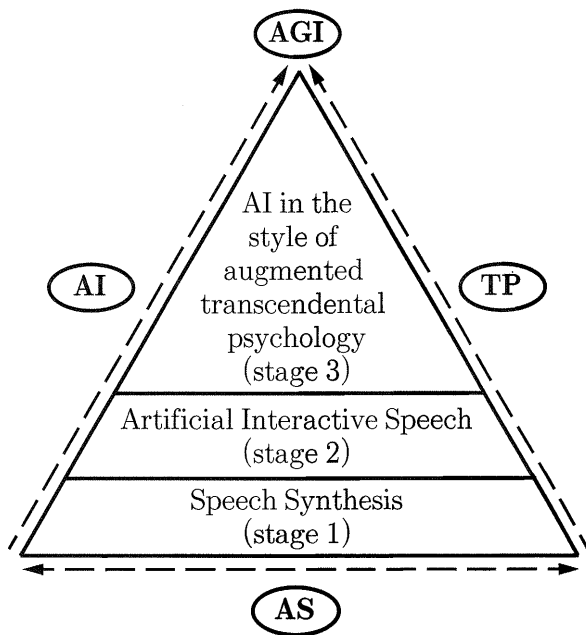 AGI
AI in the
style of
augmented
AI
transcendental
TP
psychology
(stage 3)
Artificial Interactive Speech
(stage 2)
Speech Synthesis
(stage 1)
AS